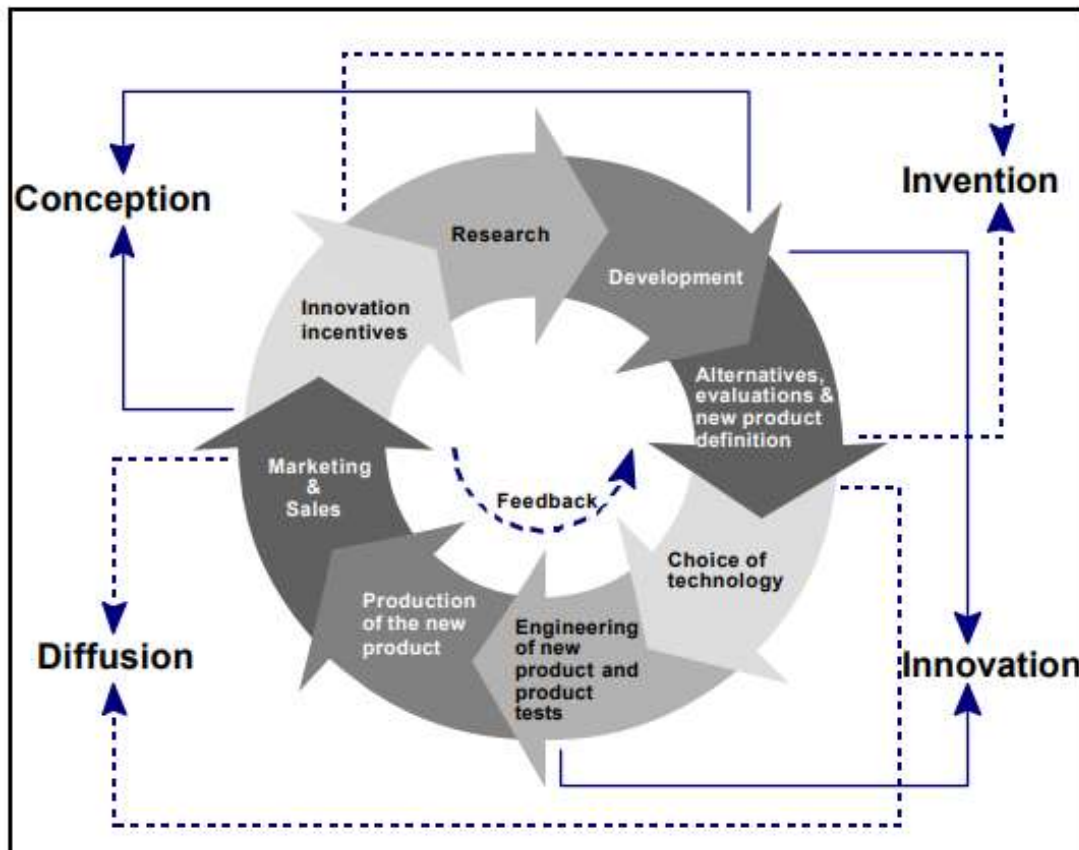 Conception
Invention
Research
Development
Innovation
incentives
Alternatives,
evaluations &
new product
definition
Marketing
&
Sales
Feedback
Choice of
technology
Production
of the new
product
Engineering
of new
product and
product
tests
Diffusion
Innovation